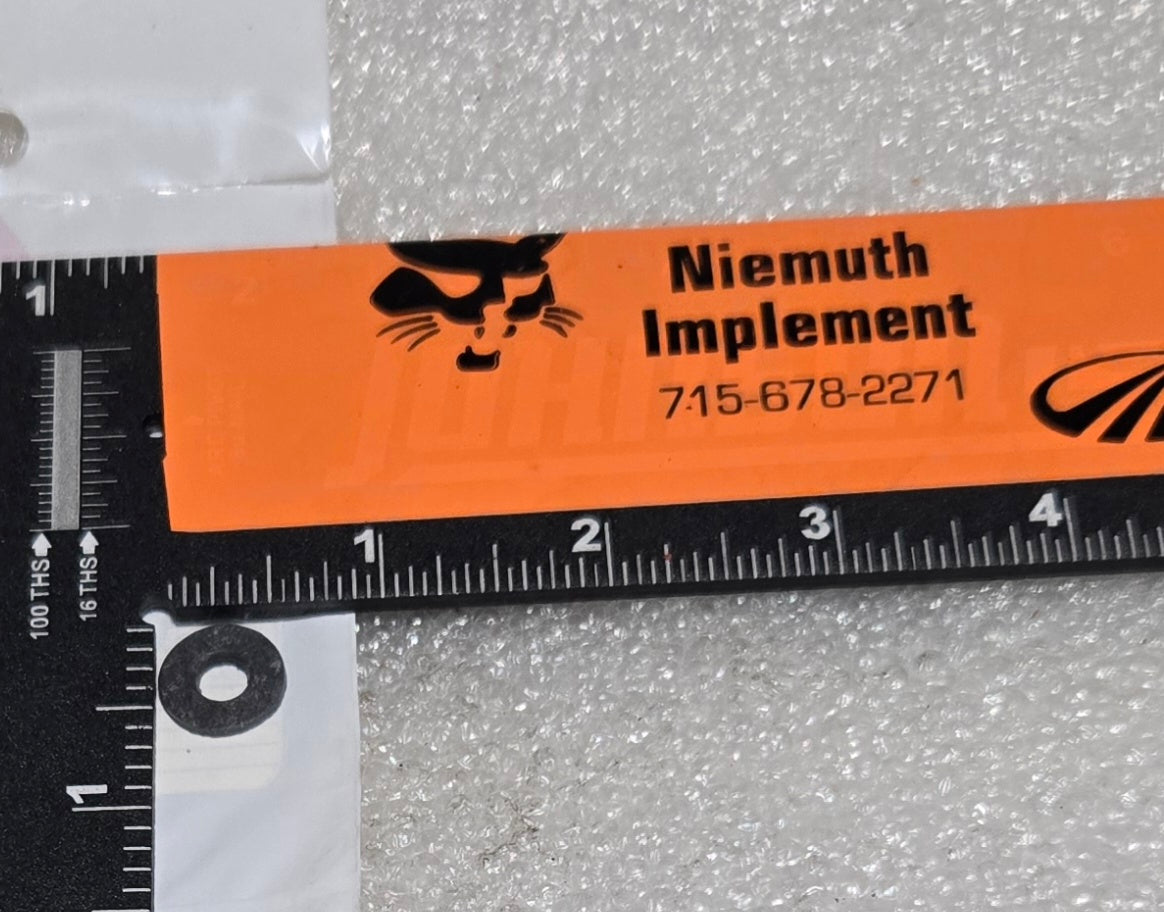 1
Niemuth
Implement
715-678-2271
100 THS
16 THS
1 2 3 4
1